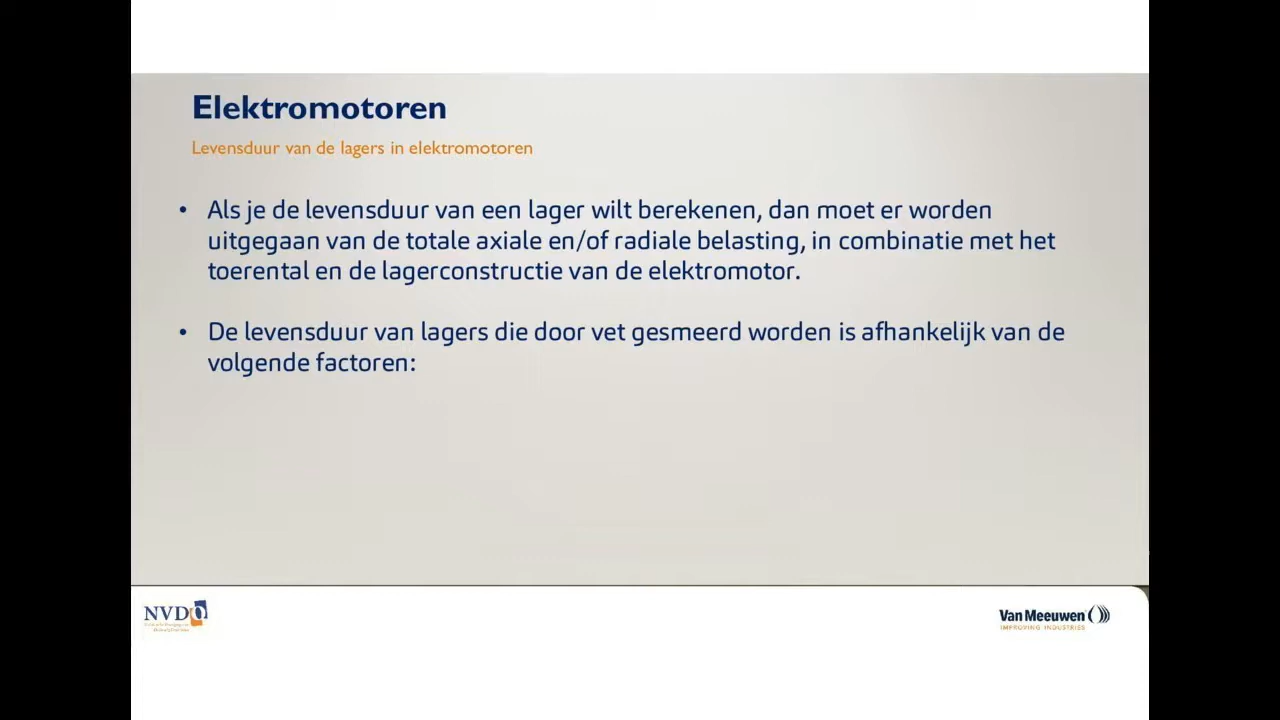 Elektromotoren
Levensduur van de lagers in elektromotoren
• Als je de levensduur van een lager wilt berekenen, dan moet er worden
uitgegaan van de totale axiale en/of radiale belasting, in combinatie met het
toerental en de lagerconstructie van de elektromotor.
• De levensduur van lagers die door vet gesmeerd worden is afhankelijk van de
volgende factoren:
NVDO
Van Meeuwen
IMPROVING INDUSTRIES